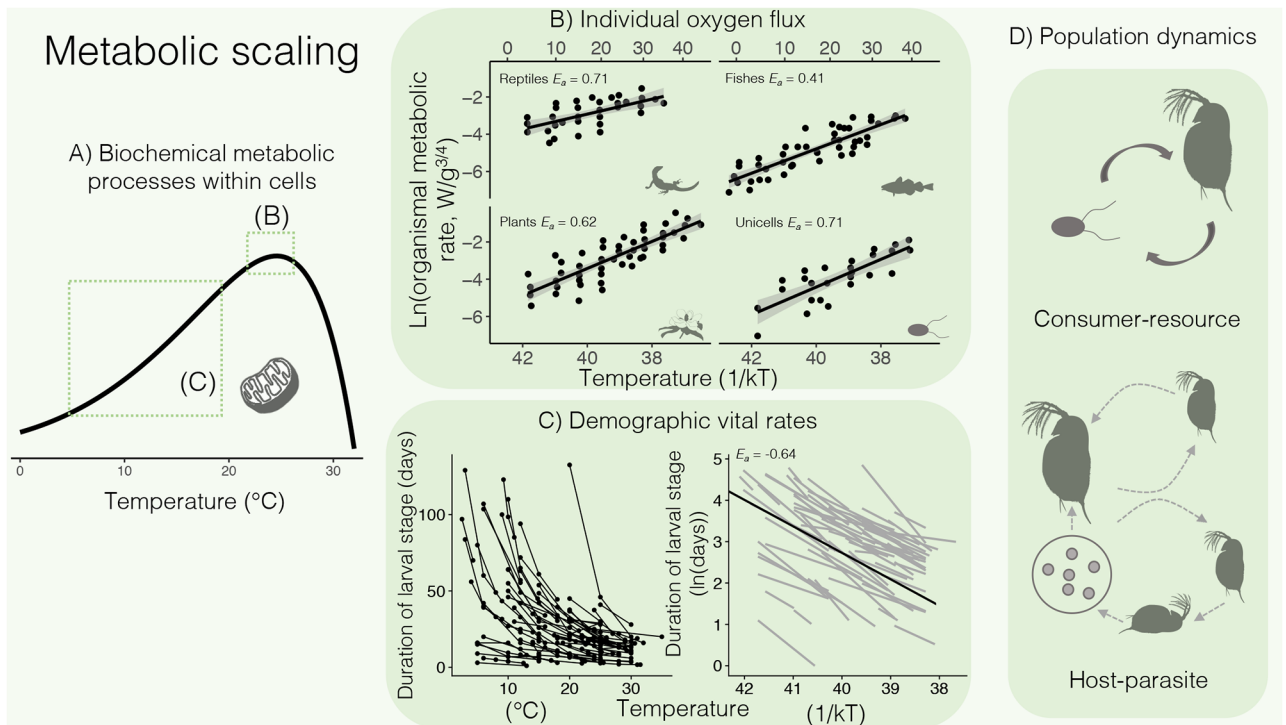 Metabolic scaling
A) Biochemical metabolic
processes within cells
(B)
(C)
0 10 20 30
Temperature (°C)
B) Individual oxygen flux
0 10 20 30 40
0 10 20 30 40
Ln(organismal metabolic
rate, W/g3/4)
Reptiles Ea = 0.71
Fishes Ea = 0.41
−2
−4
−6
Plants Ea = 0.62
Unicells Ea = 0.71
−2
−4
−6
42 40 38
42 40 38
Temperature (1/kT)
C) Demographic vital rates
Duration of larval stage (days)
100
50
0
10 20 30
(°C)
Duration of larval stage
(ln(days))
Ea = -0.64
5
4
3
2
1
0
42 41 40 39 38
Temperature
(1/kT)
D) Population dynamics
Consumer-resource
Host-parasite